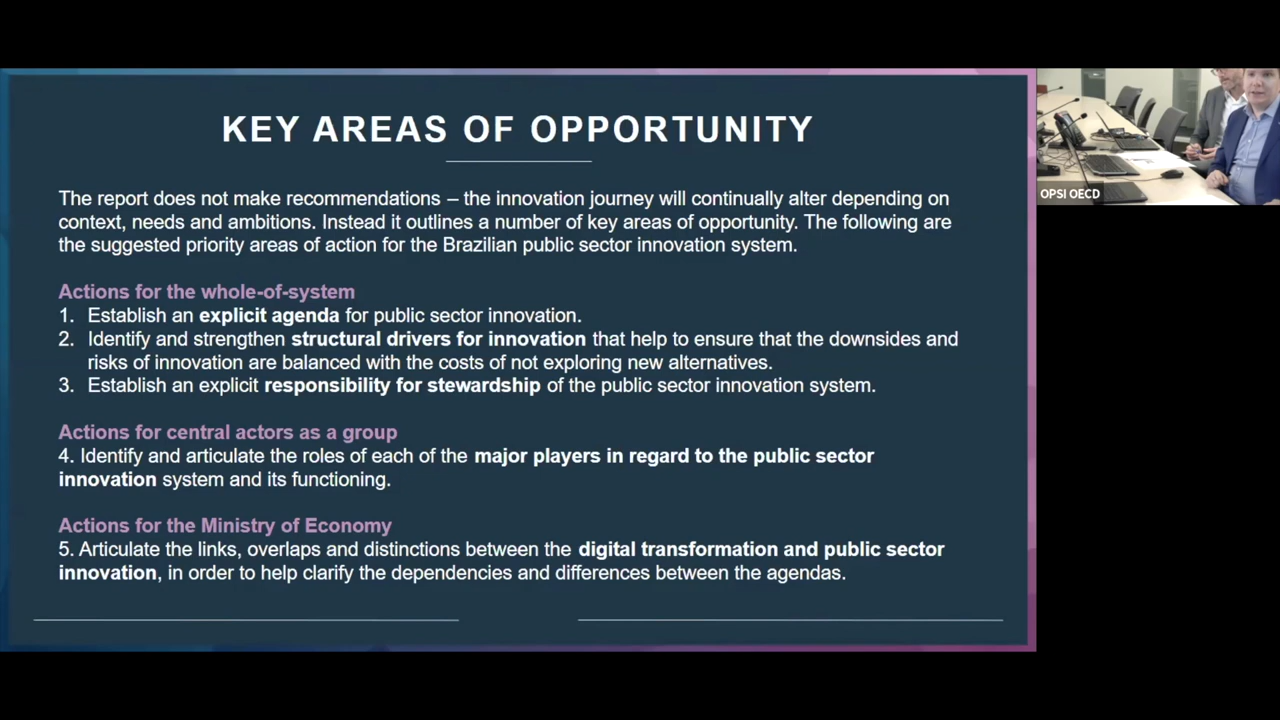 KEY AREAS OF OPPORTUNITY
The report does not make recommendations – the innovation journey will continually alter depending on
context, needs and ambitions. Instead it outlines a number of key areas of opportunity. The following are
the suggested priority areas of action for the Brazilian public sector innovation system.
Actions for the whole-of-system
1. Establish an explicit agenda for public sector innovation.
2. Identify and strengthen structural drivers for innovation that help to ensure that the downsides and
risks of innovation are balanced with the costs of not exploring new alternatives.
3. Establish an explicit responsibility for stewardship of the public sector innovation system.
Actions for central actors as a group
4. Identify and articulate the roles of each of the major players in regard to the public sector
innovation system and its functioning.
Actions for the Ministry of Economy
5. Articulate the links, overlaps and distinctions between the digital transformation and public sector
innovation, in order to help clarify the dependencies and differences between the agendas.
OPSI OECD